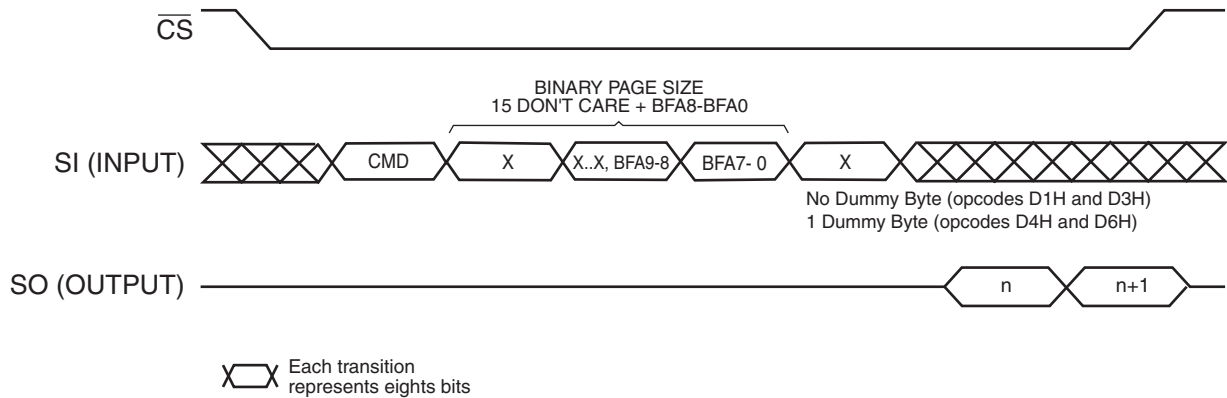 CS
BINARY PAGE SIZE
15 DON'T CARE + BFA8-BFA0
SI (INPUT)
CMD
X
X..X, BFA9-8
BFA7- 0
X
No Dummy Byte (opcodes D1H and D3H)
1 Dummy Byte (opcodes D4H and D6H)
SO (OUTPUT)
n
n+1
Each transition
represents eights bits